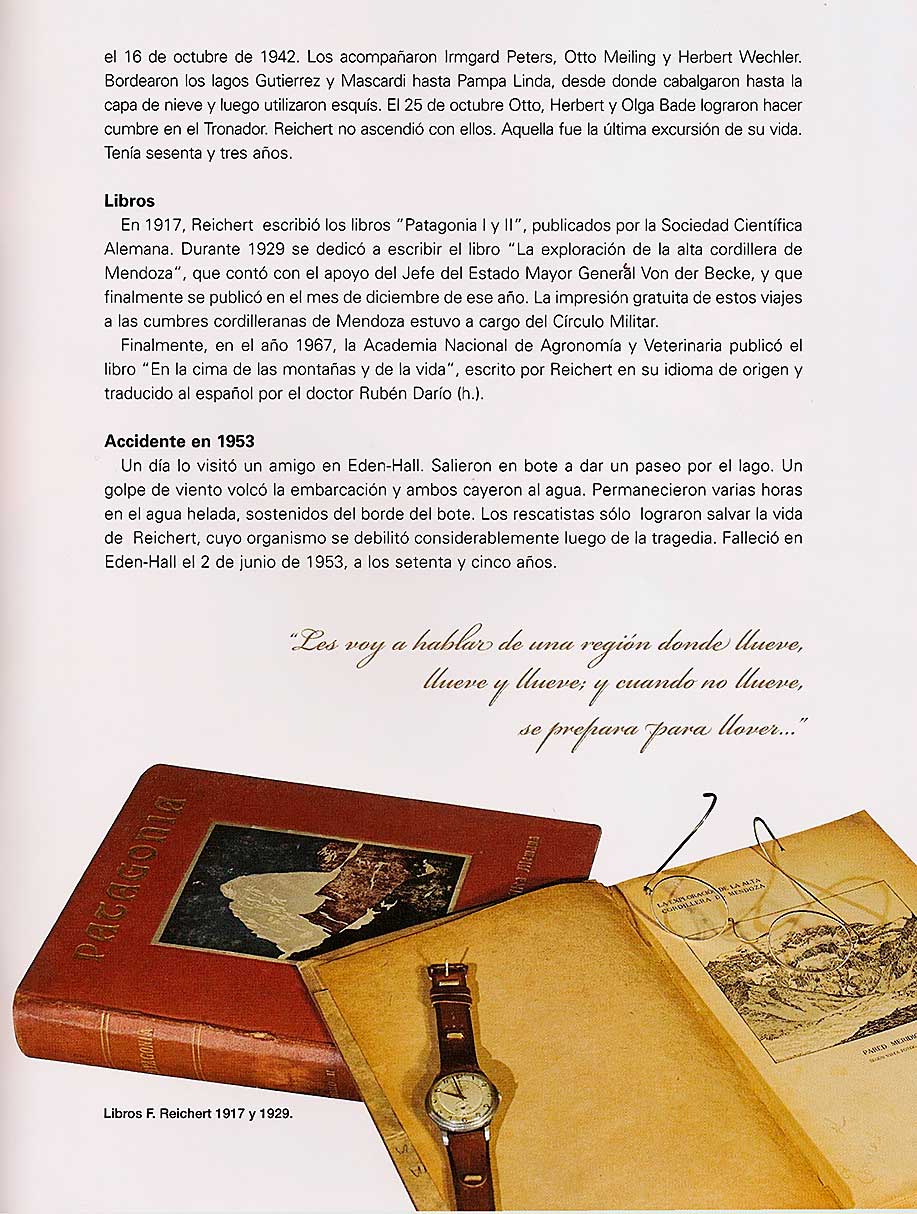 el 16 de octubre de 1942. Los acompañaron Irmgard Peters, Otto Meiling y Herbert Wechler.
Bordearon los lagos Gutierrez y Mascardi hasta Pampa Linda, desde donde cabalgaron hasta la
capa de nieve y luego utilizaron esquís. El 25 de octubre Otto, Herbert y Olga Bade lograron hacer
cumbre en el Tronador. Reichert no ascendió con ellos. Aquella fue la última excursión de su vida.
Tenía sesenta y tres años.
Libros
En 1917, Reichert escribió los libros "Patagonia I y II", publicados por la Sociedad Científica
Alemana. Durante 1929 se dedicó a escribir el libro "La exploración de la alta cordillera de
Mendoza", que contó con el apoyo del Jefe del Estado Mayor General Von der Becke, y que
finalmente se publicó en el mes de diciembre de ese año. La impresión gratuita de estos viajes
a las cumbres cordilleranas de Mendoza estuvo a cargo del Círculo Militar.
Finalmente, en el año 1967, la Academia Nacional de Agronomía y Veterinaria publicó el
libro "En la cima de las montañas y de la vida", escrito por Reichert en su idioma de origen y
traducido al español por el doctor Rubén Darío (h.).
Accidente en 1953
Un día lo visitó un amigo en Eden-Hall. Salieron en bote a dar un paseo por el lago. Un
golpe de viento volcó la embarcación y ambos cayeron al agua. Permanecieron varias horas
en el agua helada, sostenidos del borde del bote. Los rescatistas sólo lograron salvar la vida
de Reichert, cuyo organismo se debilitó considerablemente luego de la tragedia. Falleció en
Eden-Hall el 2 de junio de 1953, a los setenta y cinco años.
"Les voy a hablar de una región donde llueve,
llueve y llueve; y cuando no llueve,
se prepara para llover..."
PATAGONIA
LA EXPLORACIÓN DE LA ALTA
CORDILLERA DE MENDOZA
PARED MERIDIO
Libros F. Reichert 1917 y 1929.